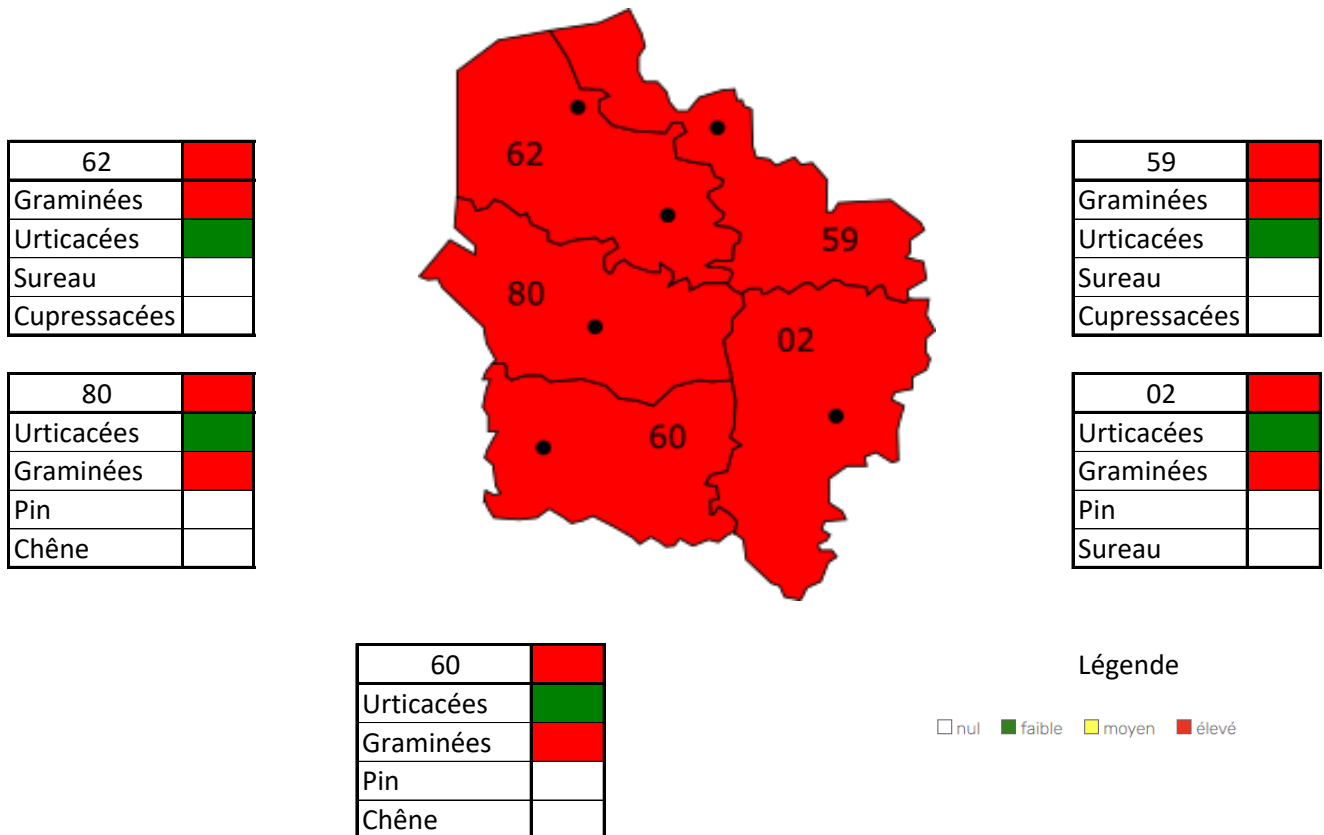 62
Graminées
Urticacées
Sureau
Cupressacées
80
Urticacées
Graminées
Pin
Chêne
62
59
80
02
60
59
Graminées
Urticacées
Sureau
Cupressacées
02
Urticacées
Graminées
Pin
Sureau
60
Urticacées
Graminées
Pin
Chêne
Légende
nul faible moyen élevé